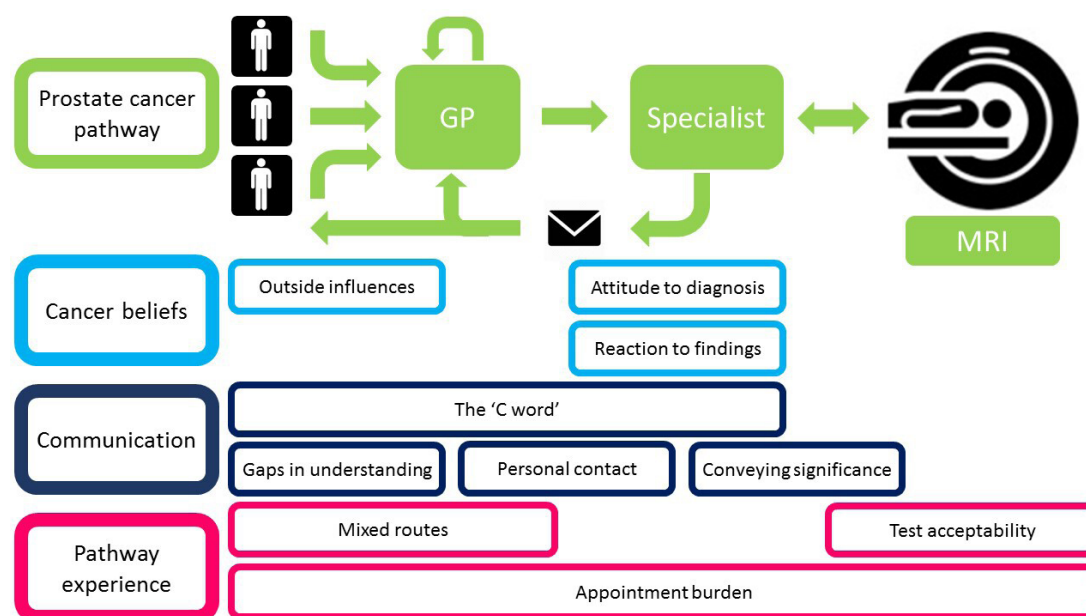 Prostate cancer
pathway
GP
Specialist
MRI
Cancer beliefs
Outside influences
Attitude to diagnosis
Reaction to findings
Communication
The ‘C word’
Gaps in understanding
Personal contact
Conveying significance
Pathway
experience
Mixed routes
Test acceptability
Appointment burden